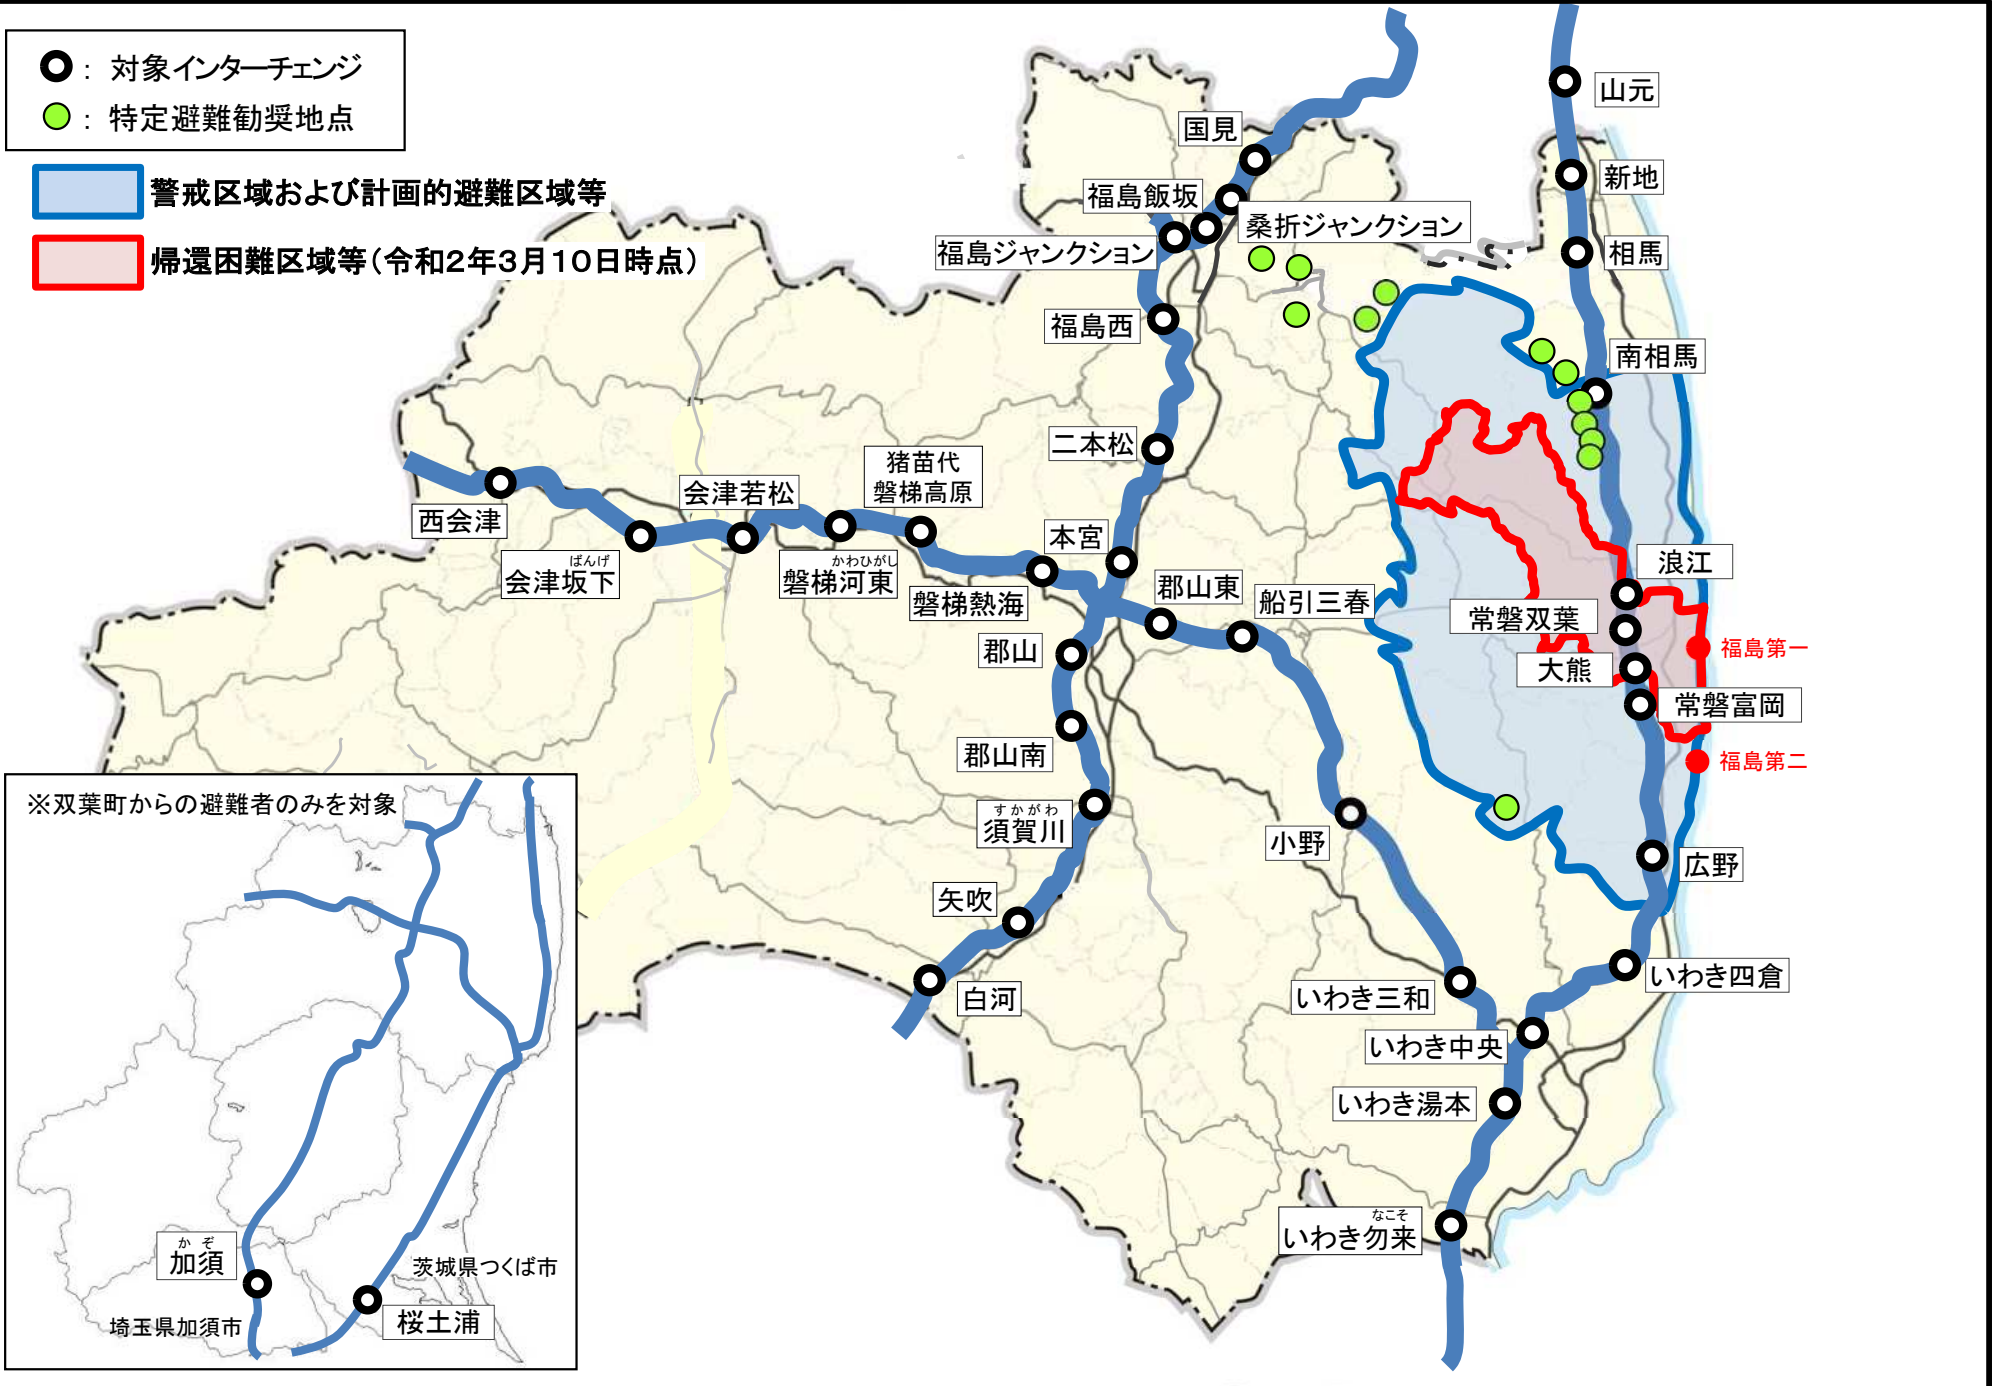 ：対象インターチェンジ
：特定避難勧奨地点
警戒区域および計画的避難区域等
帰還困難区域等（令和2年3月10日時点）
山元
国見
新地
福島飯坂
桑折ジャンクション
福島ジャンクション
相馬
福島西
南相馬
二本松
猪苗代
磐梯高原
会津若松
西会津
本宮
ばんげ
会津坂下
かわひがし
磐梯河東
磐梯熱海
郡山東
船引三春
浪江
常磐双葉
郡山
福島第一
大熊
常磐富岡
郡山南
福島第二
すかがわ
須賀川
小野
広野
矢吹
白河
いわき三和
いわき四倉
いわき中央
いわき湯本
なこそ
いわき勿来
※双葉町からの避難者のみを対象
かぞ
加須
埼玉県加須市
茨城県つくば市
桜土浦